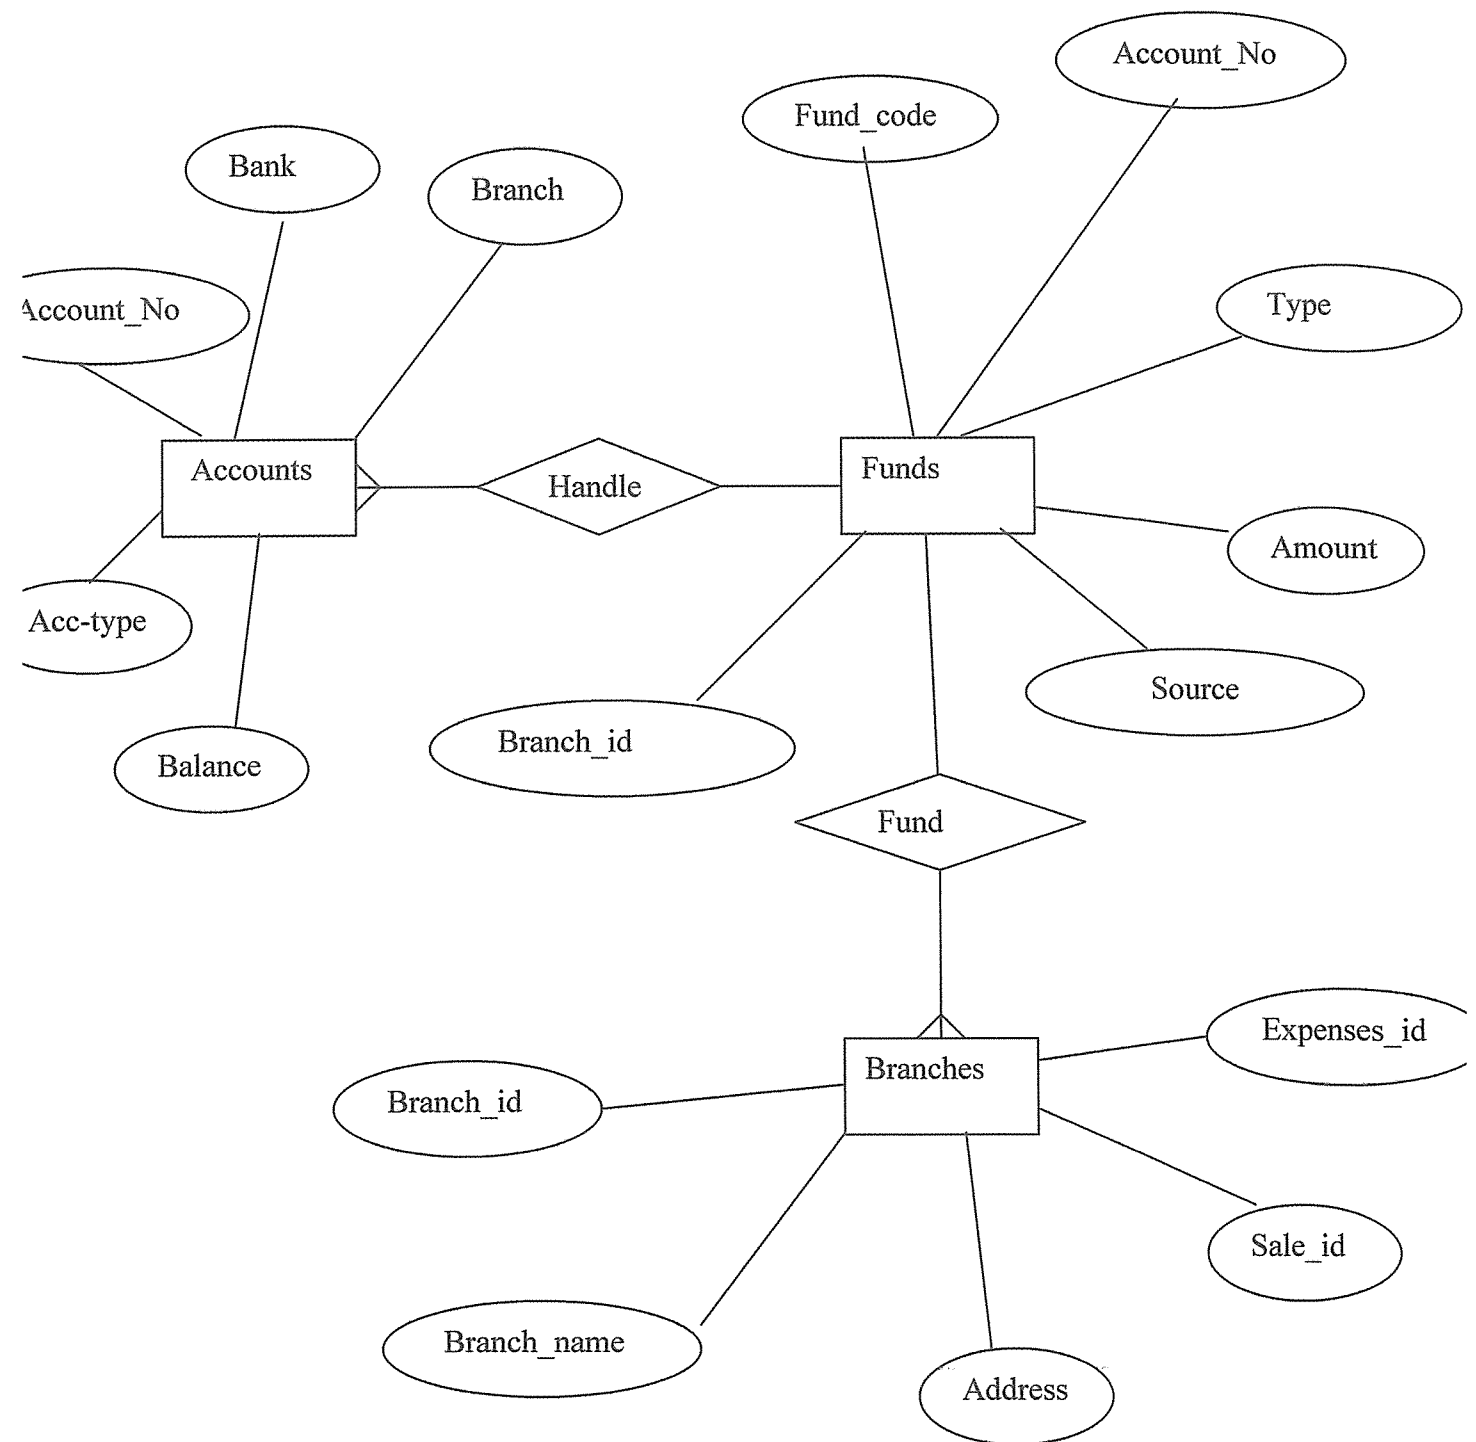 Account_No
Fund_code
Bank
Branch
Account_No
Type
Accounts
Handle
Funds
Amount
Acc-type
Source
Branch_id
Balance
Fund
Expenses_id
Branches
Branch_id
Sale_id
Branch_name
Address